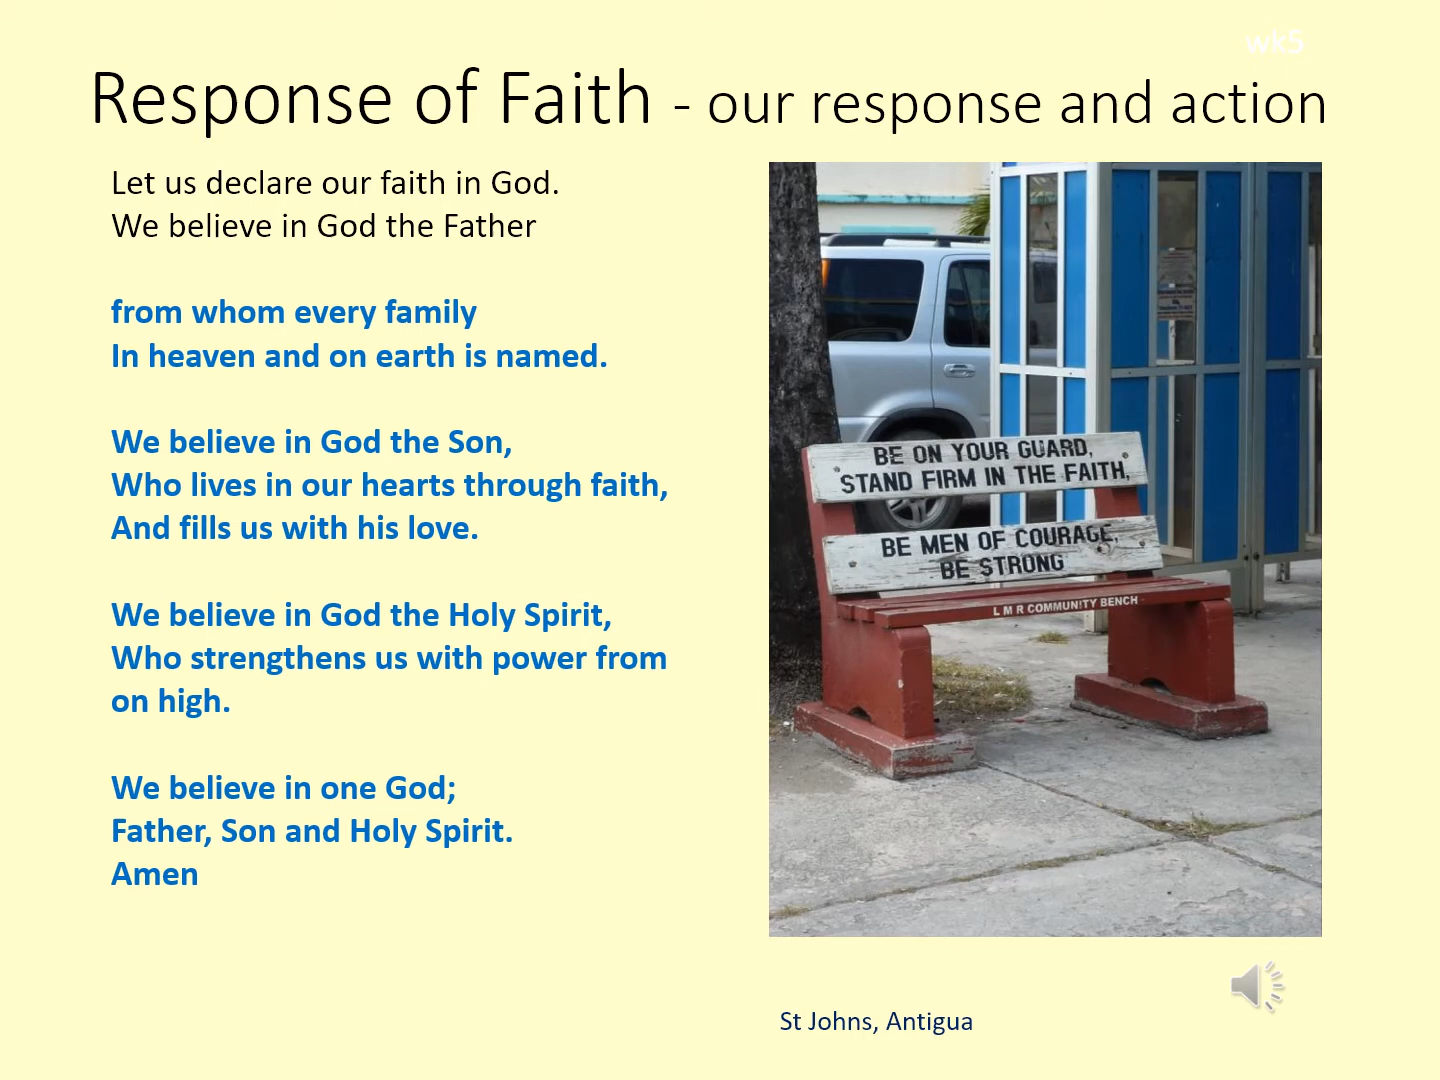 wk5
Response of Faith - our response and action
Let us declare our faith in God.
We believe in God the Father
from whom every family
In heaven and on earth is named.
We believe in God the Son,
Who lives in our hearts through faith,
And fills us with his love.
We believe in God the Holy Spirit,
Who strengthens us with power from
on high.
We believe in one God;
Father, Son and Holy Spirit.
Amen
BE ON YOUR GUARD,
STAND FIRM IN THE FAITH,
BE MEN OF COURAGE,
BE STRONG
L M R COMMUNITY BENCH
St Johns, Antigua